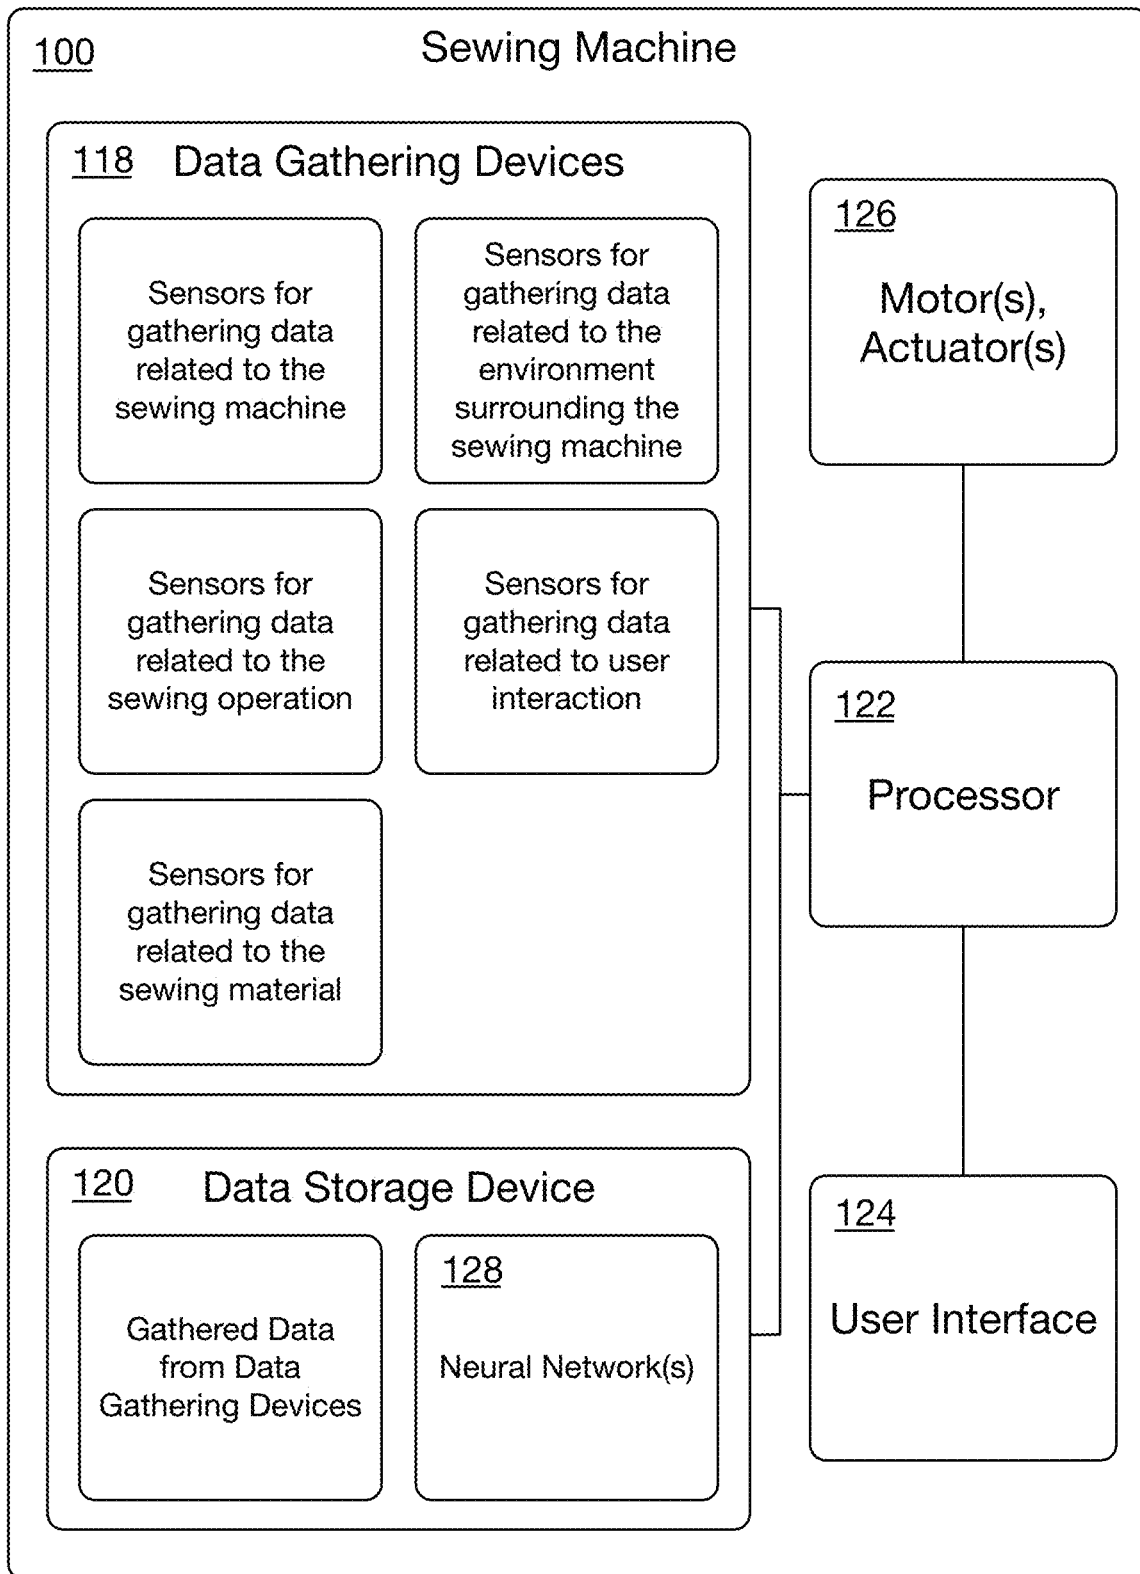 100
Sewing Machine
118
Data Gathering Devices
Sensors for
gathering data
related to the
sewing machine
Sensors for
gathering data
related to the
environment
surrounding the
sewing machine
Sensors for
gathering data
related to the
sewing operation
Sensors for
gathering data
related to user
interaction
Sensors for
gathering data
related to the
sewing material
126
Motor(s),
Actuator(s)
122
Processor
120
Data Storage Device
Gathered Data
from Data
Gathering Devices
128
Neural Network(s)
124
User Interface